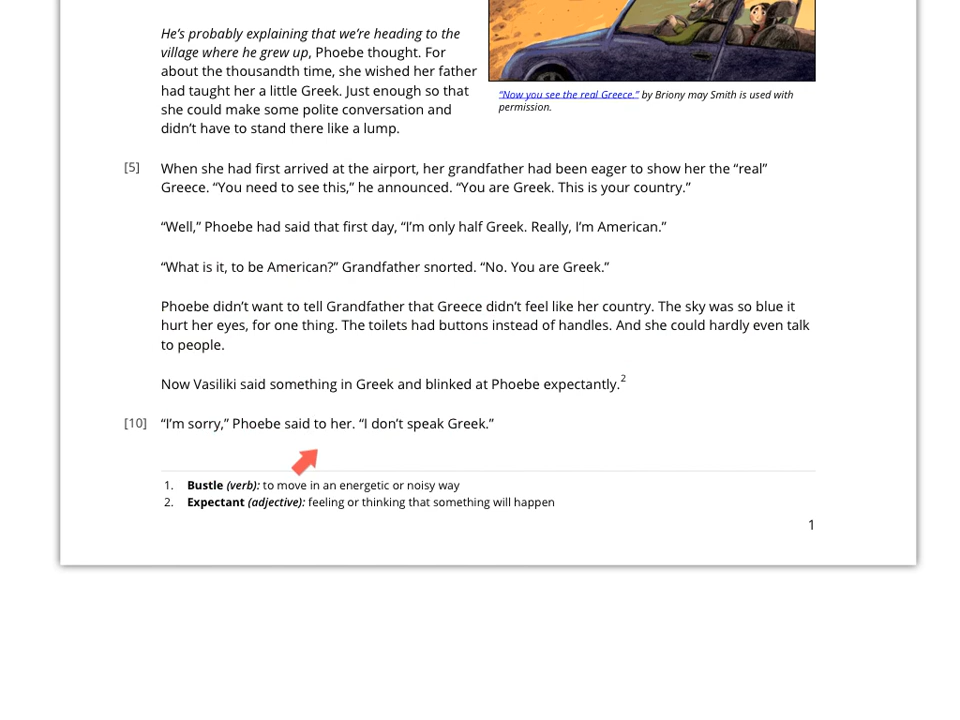 He’s probably explaining that we’re heading to the
village where he grew up, Phoebe thought. For
about the thousandth time, she wished her father
had taught her a little Greek. Just enough so that
she could make some polite conversation and
didn’t have to stand there like a lump.
“Now you see the real Greece.” by Briony may Smith is used with
permission.
[5] When she had first arrived at the airport, her grandfather had been eager to show her the “real”
Greece. “You need to see this,” he announced. “You are Greek. This is your country.”
“Well,” Phoebe had said that first day, “I’m only half Greek. Really, I’m American.”
“What is it, to be American?” Grandfather snorted. “No. You are Greek.”
Phoebe didn’t want to tell Grandfather that Greece didn’t feel like her country. The sky was so blue it
hurt her eyes, for one thing. The toilets had buttons instead of handles. And she could hardly even talk
to people.
Now Vasiliki said something in Greek and blinked at Phoebe expectantly.2
[10] “I’m sorry,” Phoebe said to her. “I don’t speak Greek.”
1. Bustle (verb): to move in an energetic or noisy way
2. Expectant (adjective): feeling or thinking that something will happen
1